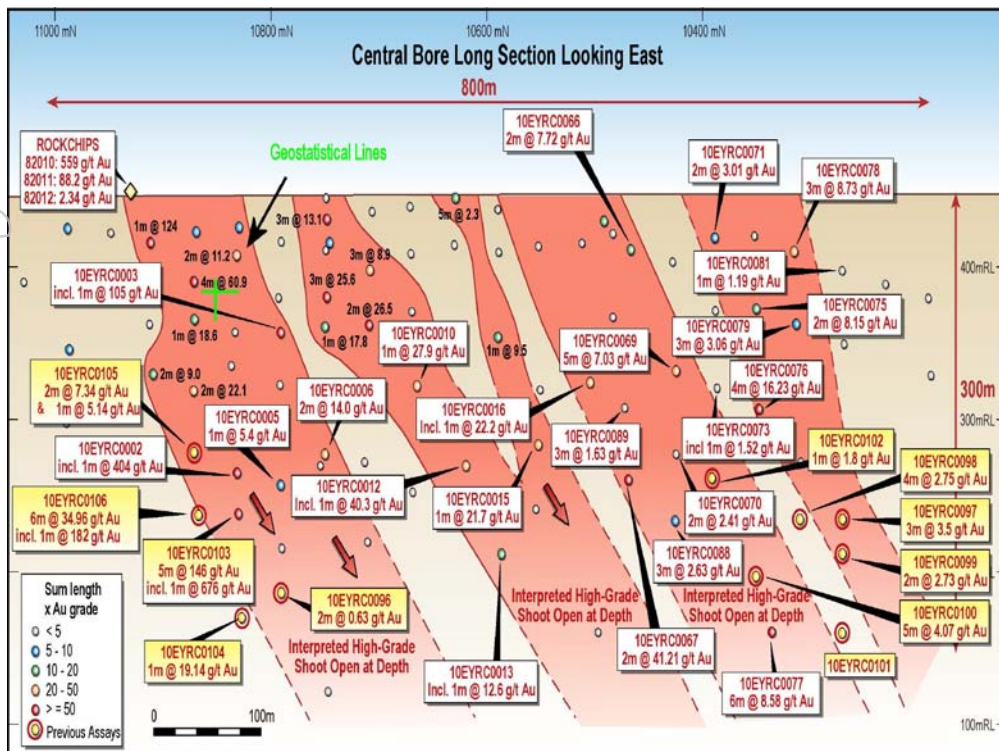 11000 mN
10800 mN
10600 mN
10400 mN
Central Bore Long Section Looking East
800m
ROCKCHIPS
82010: 559 g/t Au
82011: 88.2 g/t Au
82012: 2.34 g/t Au
Geostatistical Lines
10EYRC0066
2m @ 7.72 g/t Au
10EYRC0071
2m @ 3.01 g/t Au
10EYRC0078
3m @ 8.73 g/t Au
1m @ 124
3m @ 13.1
5m @ 2.3
2m @ 11.2
3m @ 8.9
4m @ 60.9
3m @ 25.6
2m @ 26.5
1m @ 18.6
1m @ 17.8
1m @ 9.5
2m @ 9.0
2m @ 22.1
10EYRC0003
incl. 1m @ 105 g/t Au
10EYRC0081
1m @ 1.19 g/t Au
400mRL
10EYRC0075
2m @ 8.15 g/t Au
10EYRC0079
3m @ 3.06 g/t Au
10EYRC0010
1m @ 27.9 g/t Au
10EYRC0069
5m @ 7.03 g/t Au
10EYRC0076
4m @ 16.23 g/t Au
300m
10EYRC0105
2m @ 7.34 g/t Au
& 1m @ 5.14 g/t Au
10EYRC0006
2m @ 14.0 g/t Au
10EYRC0005
1m @ 5.4 g/t Au
10EYRC0016
Incl. 1m @ 22.2 g/t Au
10EYRC0089
3m @ 1.63 g/t Au
10EYRC0073
incl 1m @ 1.52 g/t Au
300mRL
10EYRC0102
1m @ 1.8 g/t Au
10EYRC0098
4m @ 2.75 g/t Au
10EYRC0002
incl. 1m @ 404 g/t Au
10EYRC0012
Incl. 1m @ 40.3 g/t Au
10EYRC0015
1m @ 21.7 g/t Au
10EYRC0070
2m @ 2.41 g/t Au
10EYRC0097
3m @ 3.5 g/t Au
10EYRC0106
6m @ 34.96 g/t Au
incl. 1m @ 182 g/t Au
10EYRC0103
5m @ 146 g/t Au
incl. 1m @ 676 g/t Au
10EYRC0088
3m @ 2.63 g/t Au
10EYRC0099
2m @ 2.73 g/t Au
10EYRC0096
2m @ 0.63 g/t Au
10EYRC0100
5m @ 4.07 g/t Au
Interpreted High-Grade
Shoot Open at Depth
Interpreted High-Grade
Shoot Open at Depth
Interpreted High-Grade
Shoot Open at Depth
10EYRC0104
1m @ 19.14 g/t Au
10EYRC0013
Incl. 1m @ 12.6 g/t Au
10EYRC0067
2m @ 41.21 g/t Au
10EYRC0077
6m @ 8.58 g/t Au
10EYRC0101
Sum length
x Au grade
< 5
5 - 10
10 - 20
20 - 50
> = 50
Previous Assays
0
100m
100mRL